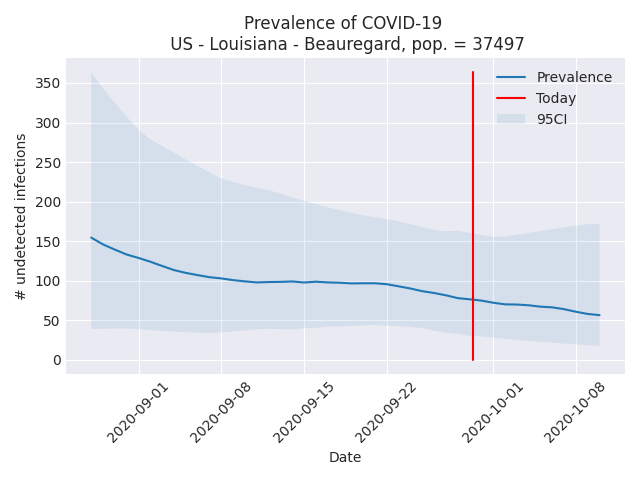 Prevalence of COVID-19
US - Louisiana - Beauregard, pop. = 37497
# undetected infections
350
300
250
200
150
100
50
0
Prevalence
Today
95CI
2020-09-01
2020-09-08
2020-09-15
2020-09-22
2020-10-01
2020-10-08
Date